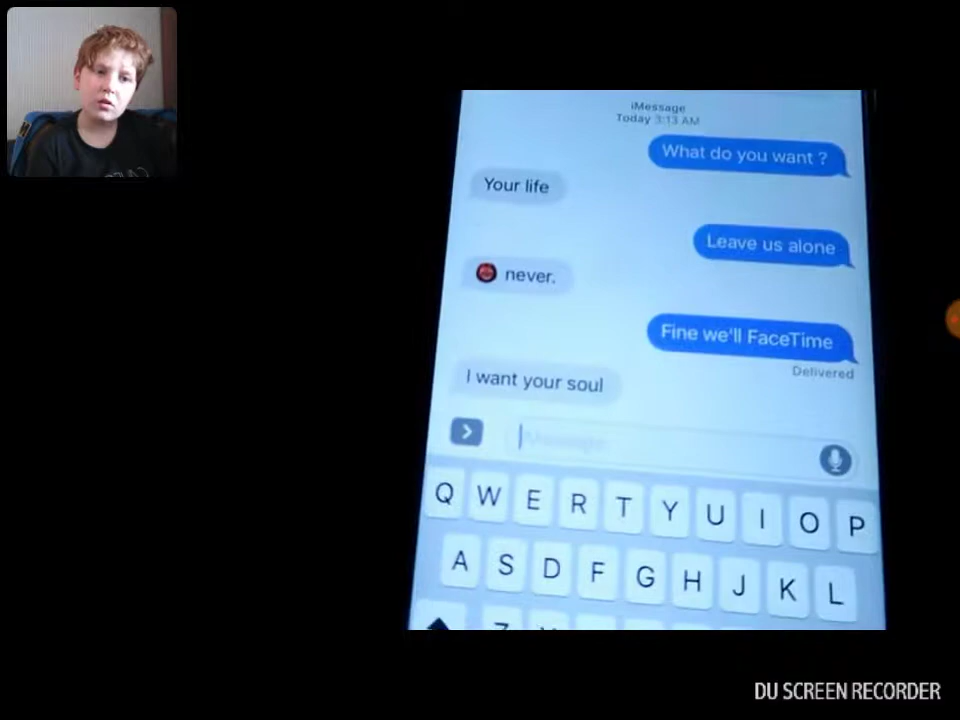 iMessage
Today 3:13 AM
What do you want ?
Your life
Leave us alone
never.
Fine we'll FaceTime
Delivered
I want your soul
iMessage
Q W E R T Y U I O P
A S D F G H J K L
DU SCREEN RECORDER